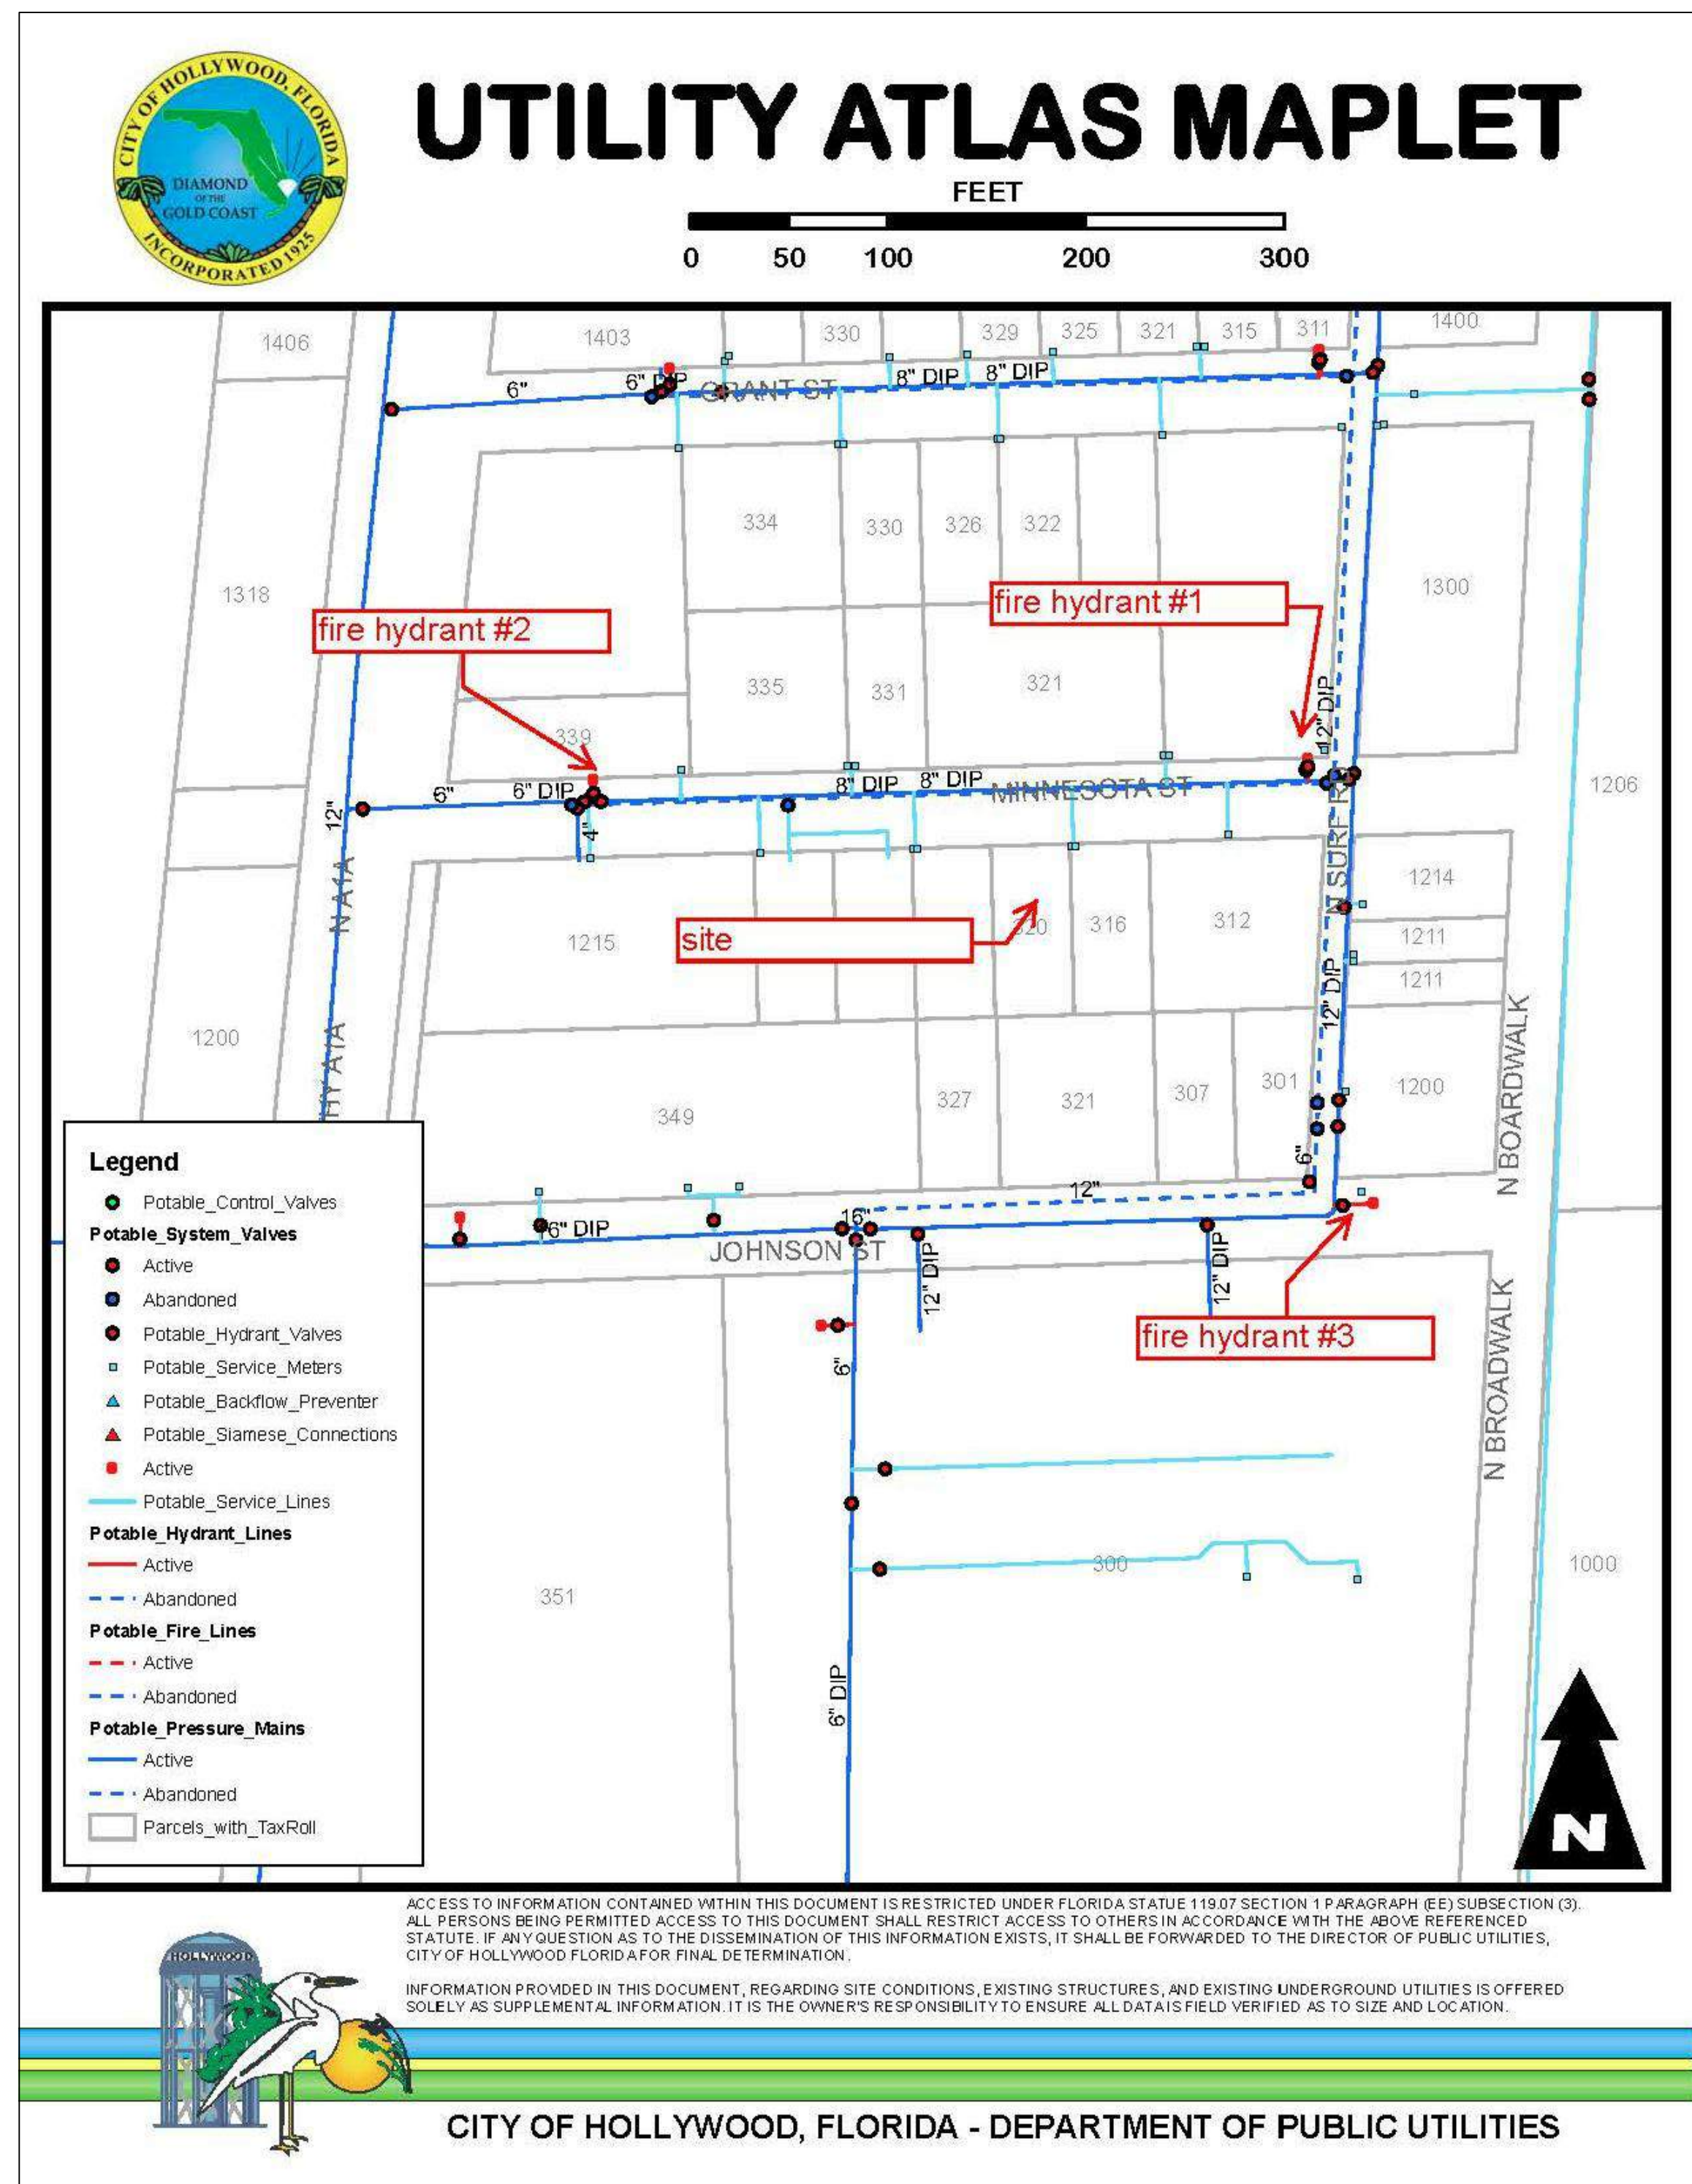 CITY OF HOLLYWOOD, FLORIDA
DIAMOND
OF THE
GOLD COAST
INCORPORATED 1925
UTILITY ATLAS MAPLET
FEET
0 50 100 200 300
1406
1403
330
329
325
321
315
311
1400
6"
6" DIP
GRANT ST
8" DIP
8" DIP
334
330
326
322
1318
1300
fire hydrant #2
fire hydrant #1
335
331
321
12" DIP
339
12"
6"
6" DIP
4"
8" DIP
8" DIP
MINNESOTA ST
1206
N A1A
N SURF RD
1214
1215
site
320
316
312
1211
1211
12" DIP
1200
HY A1A
349
327
321
307
301
1200
N BOARDWALK
6"
12"
16"
6" DIP
JOHNSON ST
12" DIP
12" DIP
fire hydrant #3
6"
N BROADWALK
300
351
1000
6" DIP
N
Legend
Potable_Control_Valves
Potable_System_Valves
Active
Abandoned
Potable_Hydrant_Valves
Potable_Service_Meters
Potable_Backflow_Preventer
Potable_Siamese_Connections
Active
Potable_Service_Lines
Potable_Hydrant_Lines
Active
Abandoned
Potable_Fire_Lines
Active
Abandoned
Potable_Pressure_Mains
Active
Abandoned
Parcels_with_TaxRoll
ACCESS TO INFORMATION CONTAINED WITHIN THIS DOCUMENT IS RESTRICTED UNDER FLORIDA STATUE 119.07 SECTION 1 PARAGRAPH (EE) SUBSECTION (3).
ALL PERSONS BEING PERMITTED ACCESS TO THIS DOCUMENT SHALL RESTRICT ACCESS TO OTHERS IN ACCORDANCE WITH THE ABOVE REFERENCED
STATUTE. IF ANY QUESTION AS TO THE DISSEMINATION OF THIS INFORMATION EXISTS, IT SHALL BE FORWARDED TO THE DIRECTOR OF PUBLIC UTILITIES,
CITY OF HOLLYWOOD FLORIDA FOR FINAL DETERMINATION.
INFORMATION PROVIDED IN THIS DOCUMENT, REGARDING SITE CONDITIONS, EXISTING STRUCTURES, AND EXISTING UNDERGROUND UTILITIES IS OFFERED
SOLELY AS SUPPLEMENTAL INFORMATION. IT IS THE OWNER'S RESPONSIBILITY TO ENSURE ALL DATA IS FIELD VERIFIED AS TO SIZE AND LOCATION.
HOLLYWOOD
CITY OF HOLLYWOOD, FLORIDA - DEPARTMENT OF PUBLIC UTILITIES